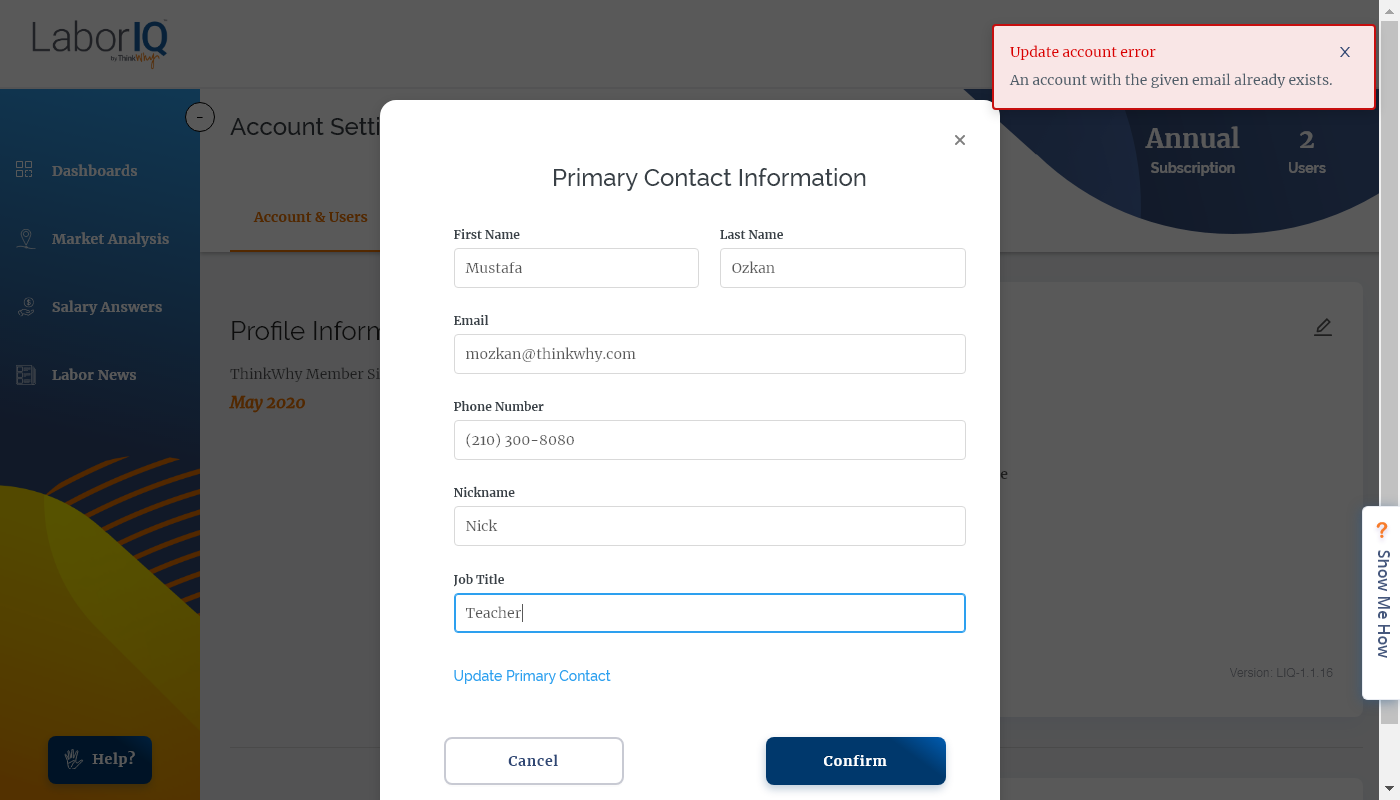 LaborIQ
by ThinkWhy
Update account error
X
An account with the given email already exists.
Account Setti
Annual
Subscription
2
Users
-
Dashboards
Market Analysis
Salary Answers
Labor News
Account & Users
Profile Inform
ThinkWhy Member Si
May 2020
×
Primary Contact Information
First Name
Last Name
Mustafa
Ozkan
Email
mozkan@thinkwhy.com
Phone Number
(210) 300-8080
Nickname
Nick
Job Title
Teacher
Update Primary Contact
Cancel
Confirm
e
? Show Me How
Version: LIQ-1.1.16
Help?